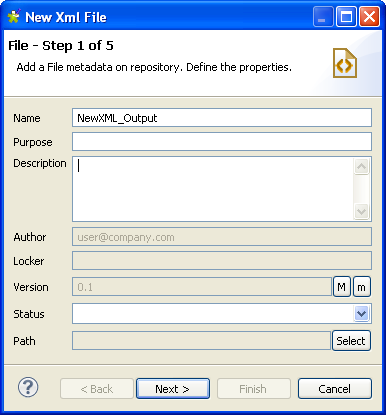 New Xml File
File - Step 1 of 5
Add a File metadata on repository. Define the properties.
Name NewXML_Output
Purpose
Description
Author user@company.com
Locker
Version 0.1 M m
Status
Path Select
? < Back Next > Finish Cancel